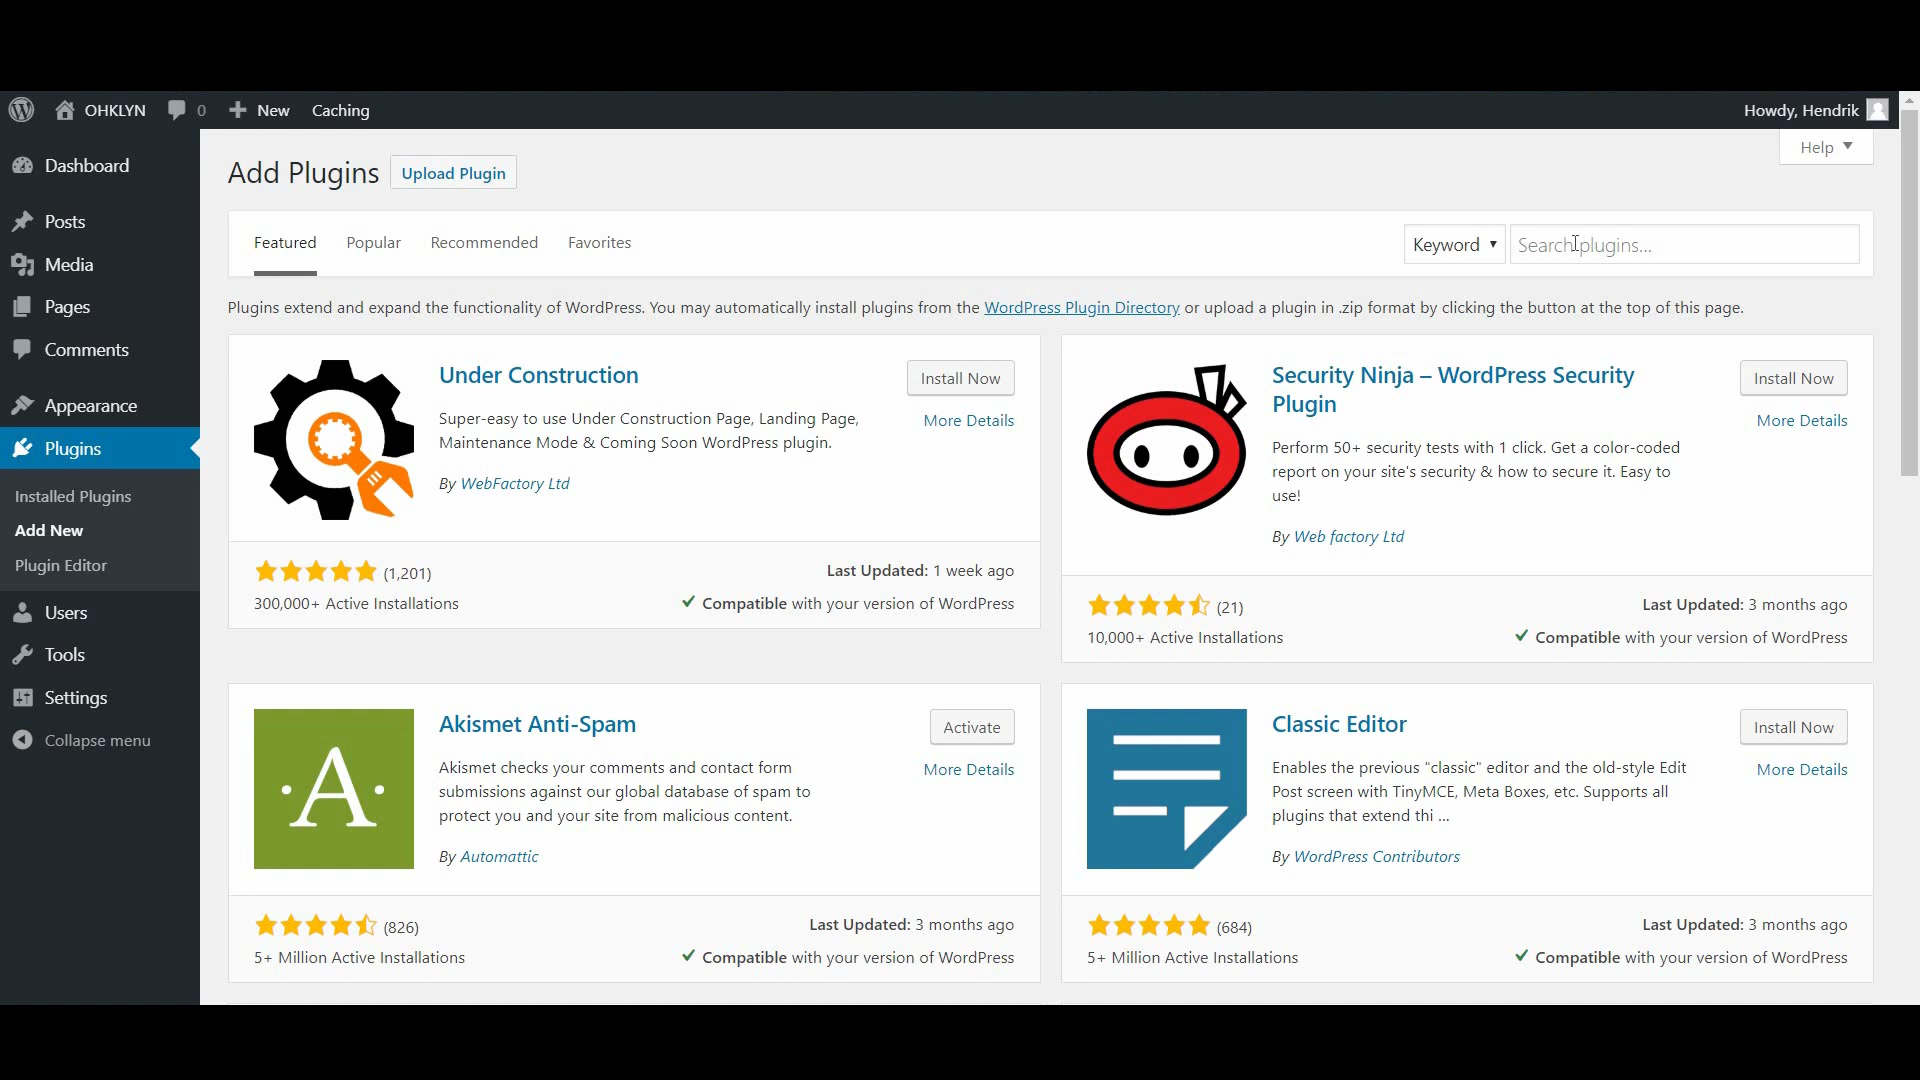 OHKLYN 0 New Caching Howdy, Hendrik
Help
Dashboard
Posts
Media
Pages
Comments
Appearance
Plugins
Installed Plugins
Add New
Plugin Editor
Users
Tools
Settings
Collapse menu
Add Plugins Upload Plugin
Featured Popular Recommended Favorites Keyword Search plugins...
Plugins extend and expand the functionality of WordPress. You may automatically install plugins from the WordPress Plugin Directory or upload a plugin in .zip format by clicking the button at the top of this page.
Under Construction
Install Now
More Details
Super-easy to use Under Construction Page, Landing Page,
Maintenance Mode & Coming Soon WordPress plugin.
By WebFactory Ltd
(1,201)
Last Updated: 1 week ago
300,000+ Active Installations
Compatible with your version of WordPress
Security Ninja – WordPress Security
Plugin
Install Now
More Details
Perform 50+ security tests with 1 click. Get a color-coded
report on your site's security & how to secure it. Easy to
use!
By Web factory Ltd
(21)
Last Updated: 3 months ago
10,000+ Active Installations
Compatible with your version of WordPress
A
Akismet Anti-Spam
Activate
More Details
Akismet checks your comments and contact form
submissions against our global database of spam to
protect you and your site from malicious content.
By Automattic
(826)
Last Updated: 3 months ago
5+ Million Active Installations
Compatible with your version of WordPress
Classic Editor
Install Now
More Details
Enables the previous "classic" editor and the old-style Edit
Post screen with TinyMCE, Meta Boxes, etc. Supports all
plugins that extend thi ...
By WordPress Contributors
(684)
Last Updated: 3 months ago
5+ Million Active Installations
Compatible with your version of WordPress